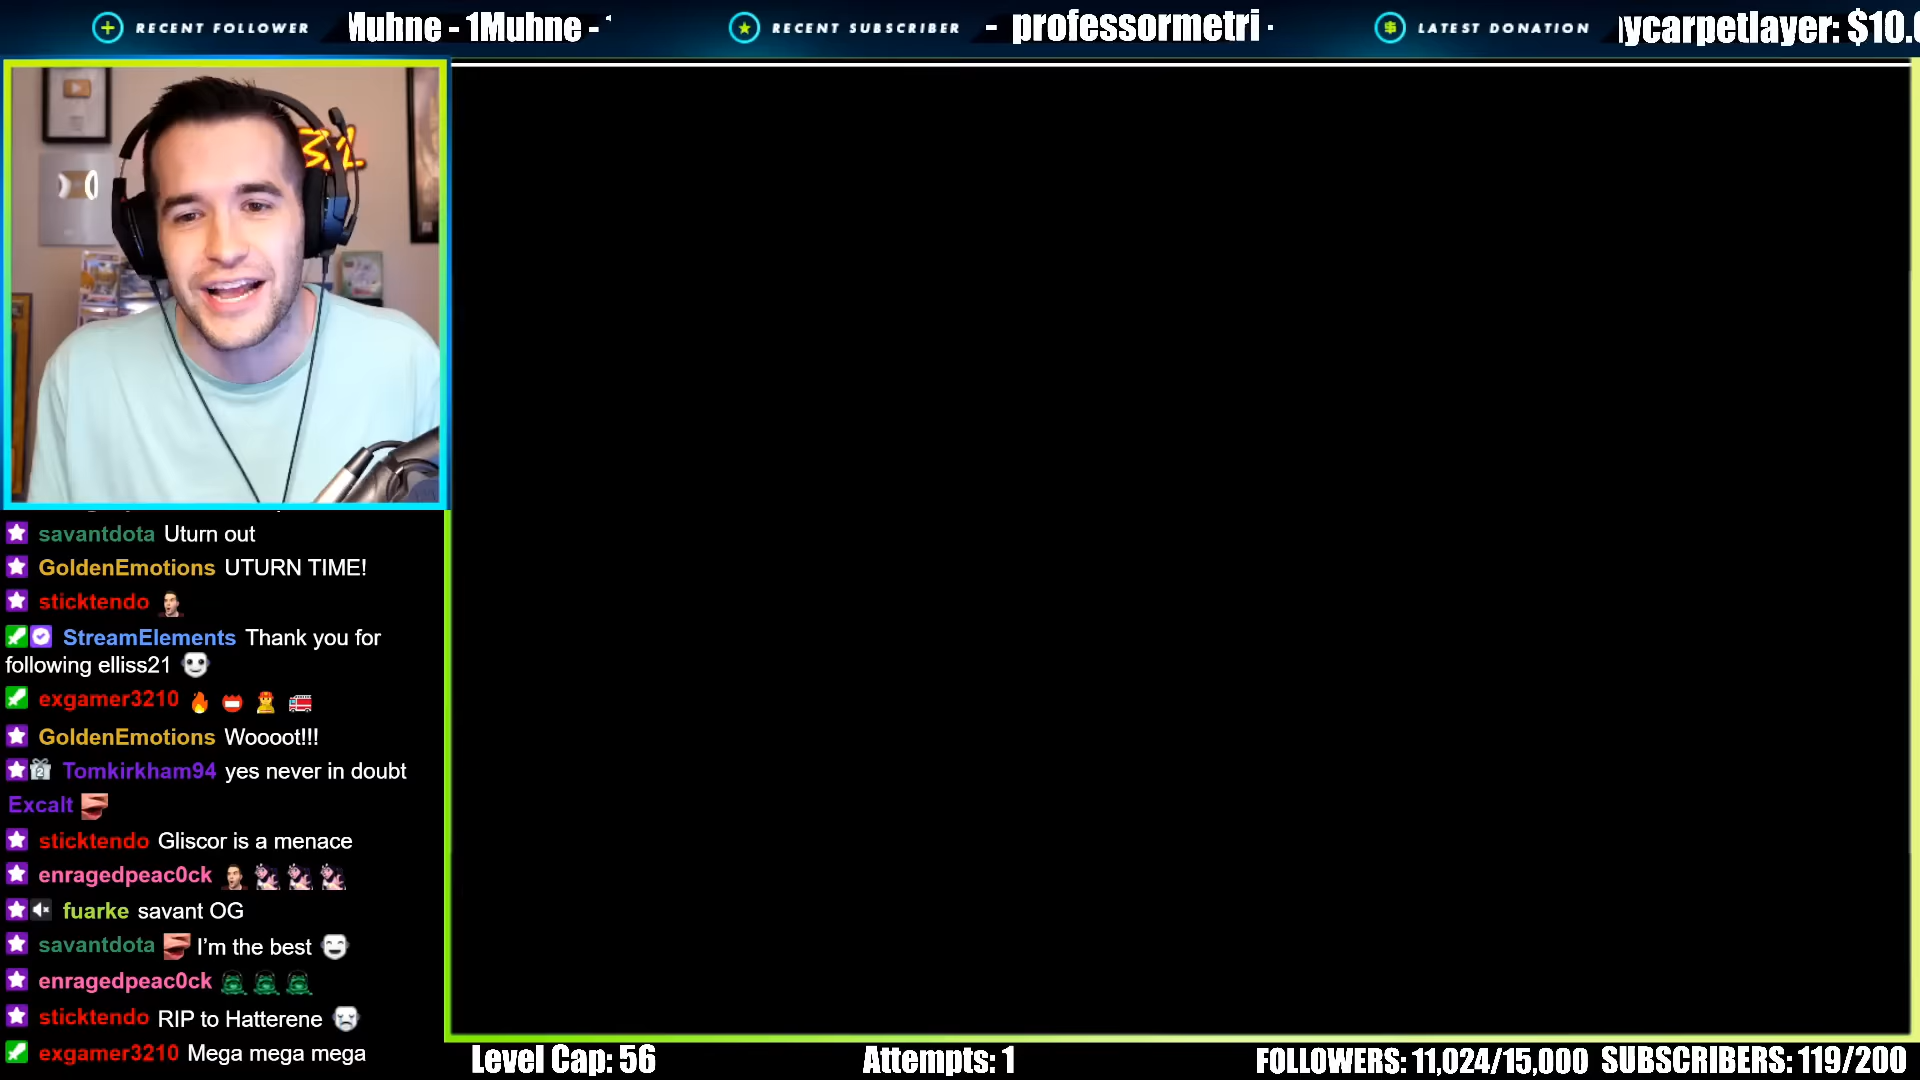 RECENT FOLLOWER
Muhne - 1Muhne -
RECENT SUBSCRIBER
- professormetri
LATEST DONATION
ycarpetlayer: $10.
savantdota Uturn out
GoldenEmotions UTURN TIME!
sticktendo
StreamElements Thank you for
following elliss21
exgamer3210
GoldenEmotions Woooot!!!
Tomkirkham94 yes never in doubt
Excalt
sticktendo Gliscor is a menace
enragedpeac0ck
fuarke savant OG
savantdota I’m the best
enragedpeac0ck
sticktendo RIP to Hatterene
exgamer3210 Mega mega mega
Level Cap: 56
Attempts: 1
FOLLOWERS: 11,024/15,000
SUBSCRIBERS: 119/200